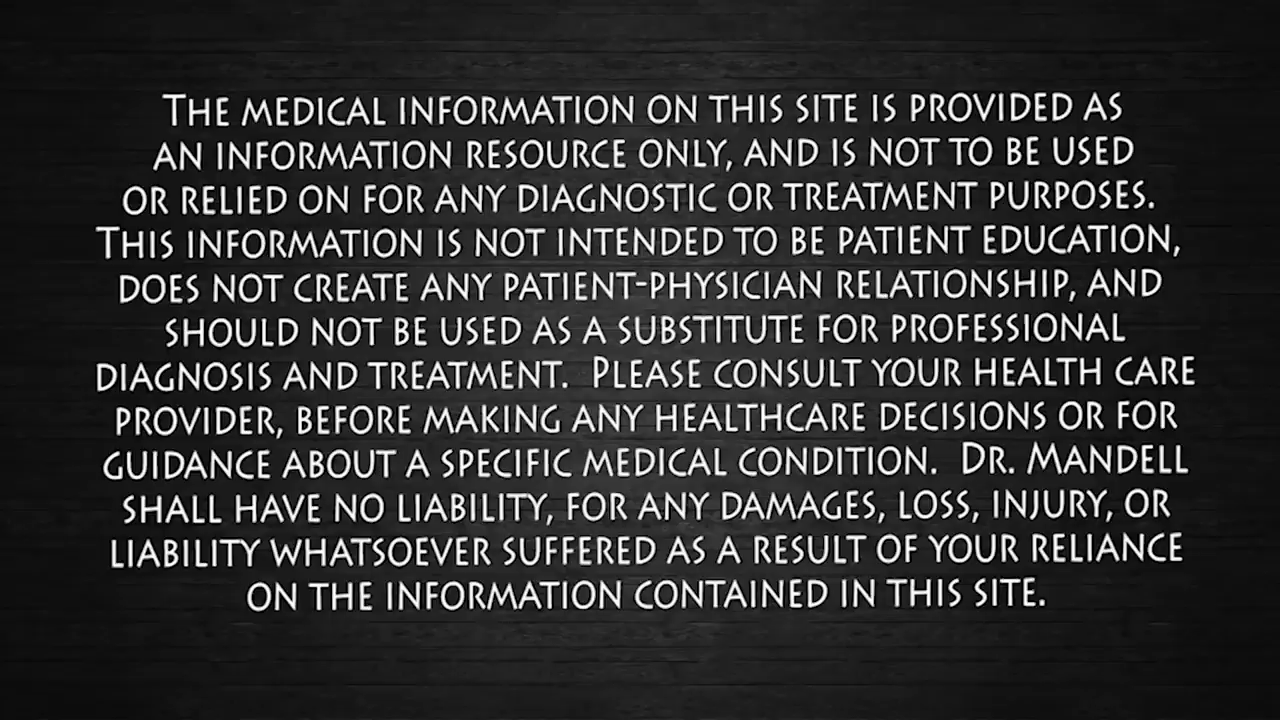 The medical information on this site is provided as
an information resource only, and is not to be used
or relied on for any diagnostic or treatment purposes.
This information is not intended to be patient education,
does not create any patient-physician relationship, and
should not be used as a substitute for professional
diagnosis and treatment.  Please consult your health care
provider, before making any healthcare decisions or for
guidance about a specific medical condition.  Dr. Mandell
shall have no liability, for any damages, loss, injury, or
liability whatsoever suffered as a result of your reliance
on the information contained in this site.